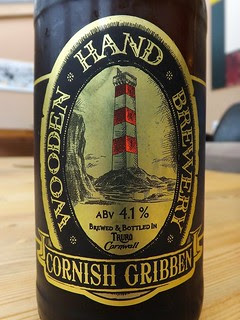 WOODEN HAND BREWERY
ABV 4.1%
BREWED & BOTTLED IN
TRURO
Cornwall
CORNISH GRIBBEN